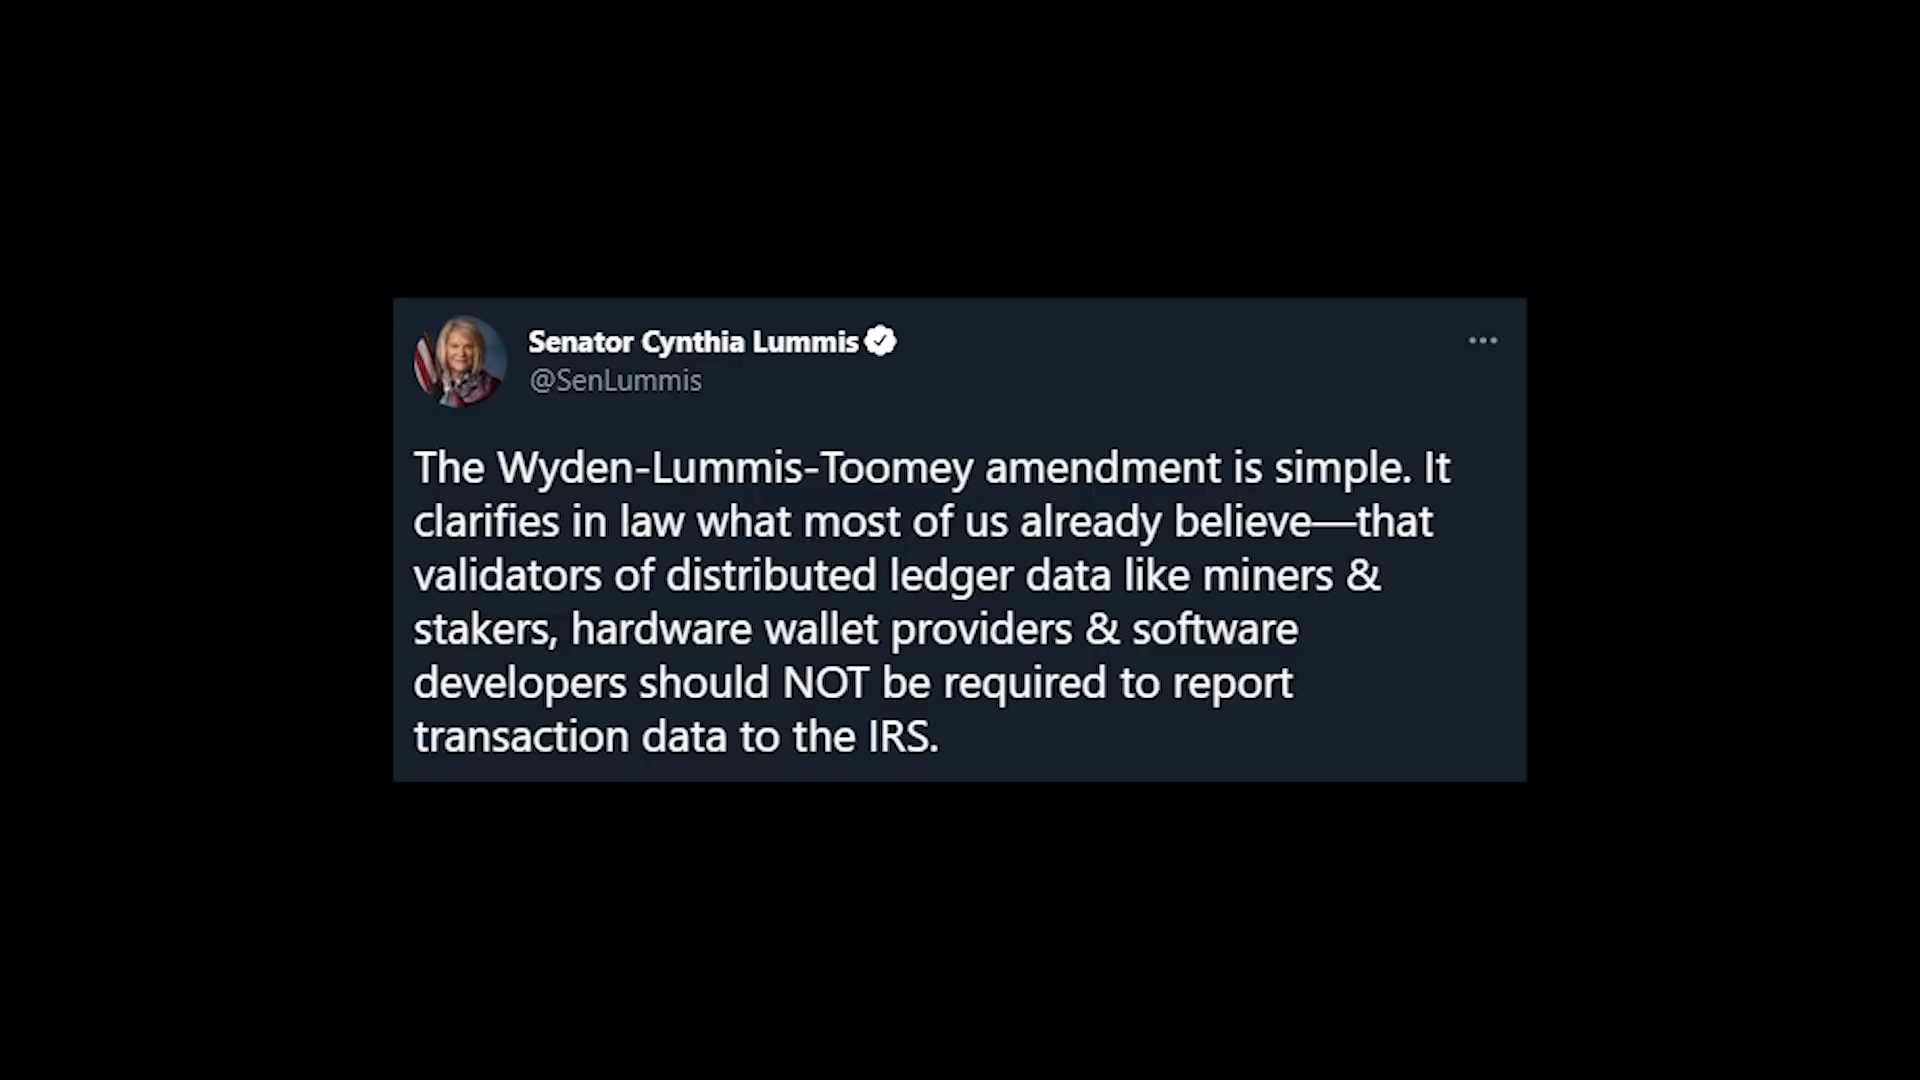 Senator Cynthia Lummis
@SenLummis
The Wyden-Lummis-Toomey amendment is simple. It
clarifies in law what most of us already believe—that
validators of distributed ledger data like miners &
stakers, hardware wallet providers & software
developers should NOT be required to report
transaction data to the IRS.